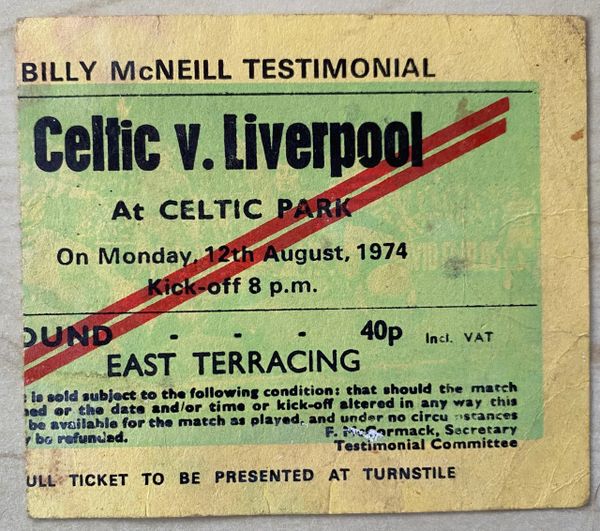 BILLY McNEILL TESTIMONIAL
Celtic v. Liverpool
At CELTIC PARK
On Monday, 12th August, 1974
Kick-off 8 p.m.
OUND - - - 40p Incl. VAT
EAST TERRACING
is sold subject to the following condition: that should the match
ed or the date and/or time or kick-off altered in any way this
be available for the match as played, and under no circu stances
y be refunded.
F. McCormack, Secretary
Testimonial Committee
ULL TICKET TO BE PRESENTED AT TURNSTILE